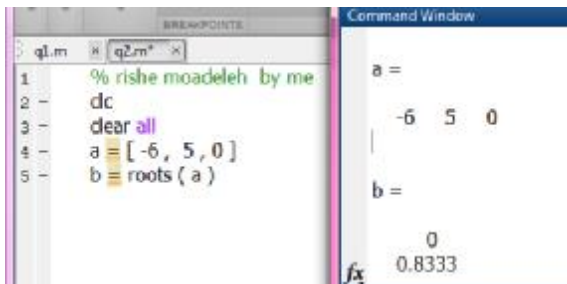 BREAKPOINTS
q1.m × q2.m* ×
1 % rishe moadeleh by me
2 - clc
3 - clear all
4 - a = [ -6 , 5 , 0 ]
5 - b = roots ( a )
Command Window
a =
-6 5 0
b =
0
0.8333
fx